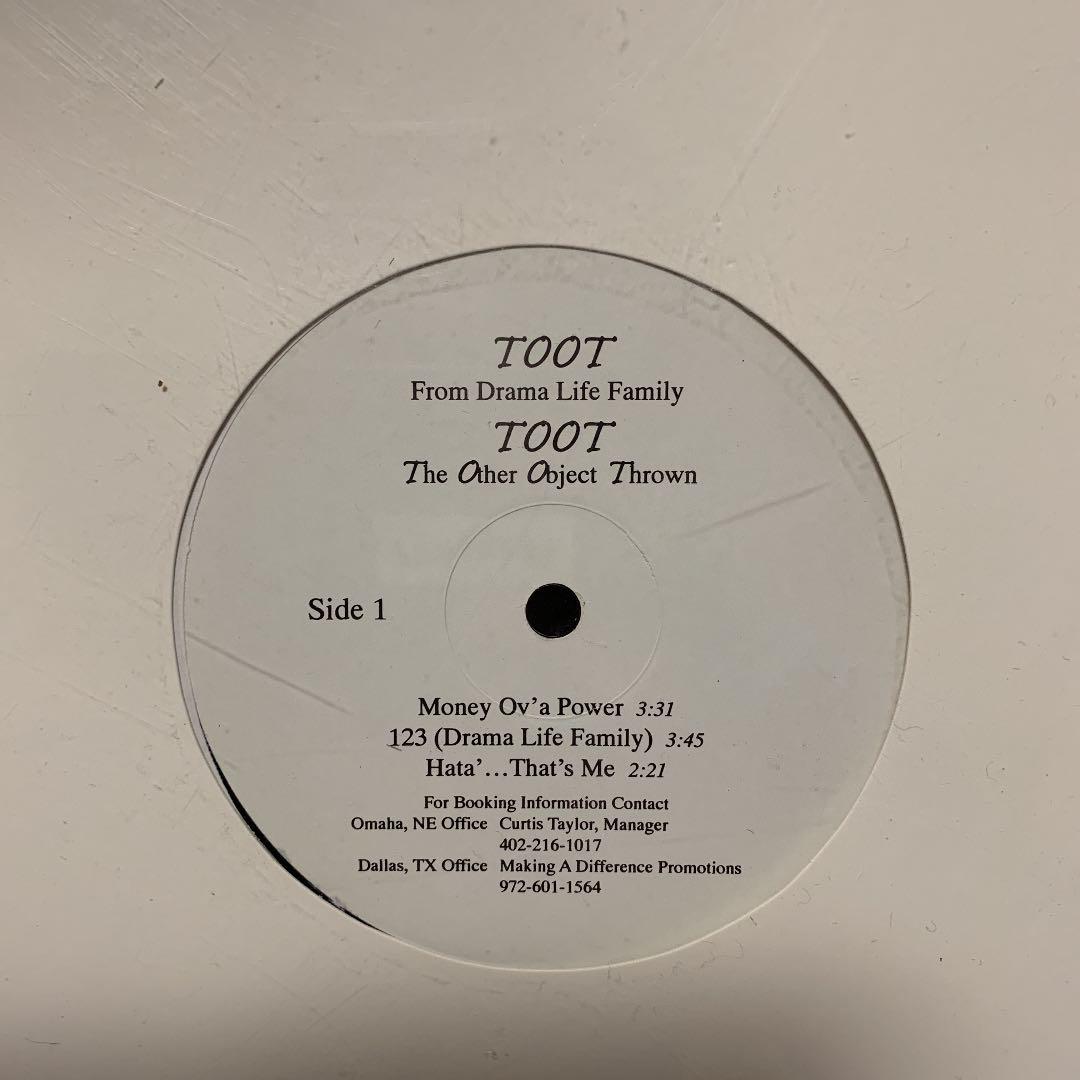 TOOT
From Drama Life Family
TOOT
The Other Object Thrown
Side 1
Money Ov'a Power 3:31
123 (Drama Life Family) 3:45
Hata'...That's Me 2:21
For Booking Information Contact
Omaha, NE Office Curtis Taylor, Manager
402-216-1017
Dallas, TX Office Making A Difference Promotions
972-601-1564